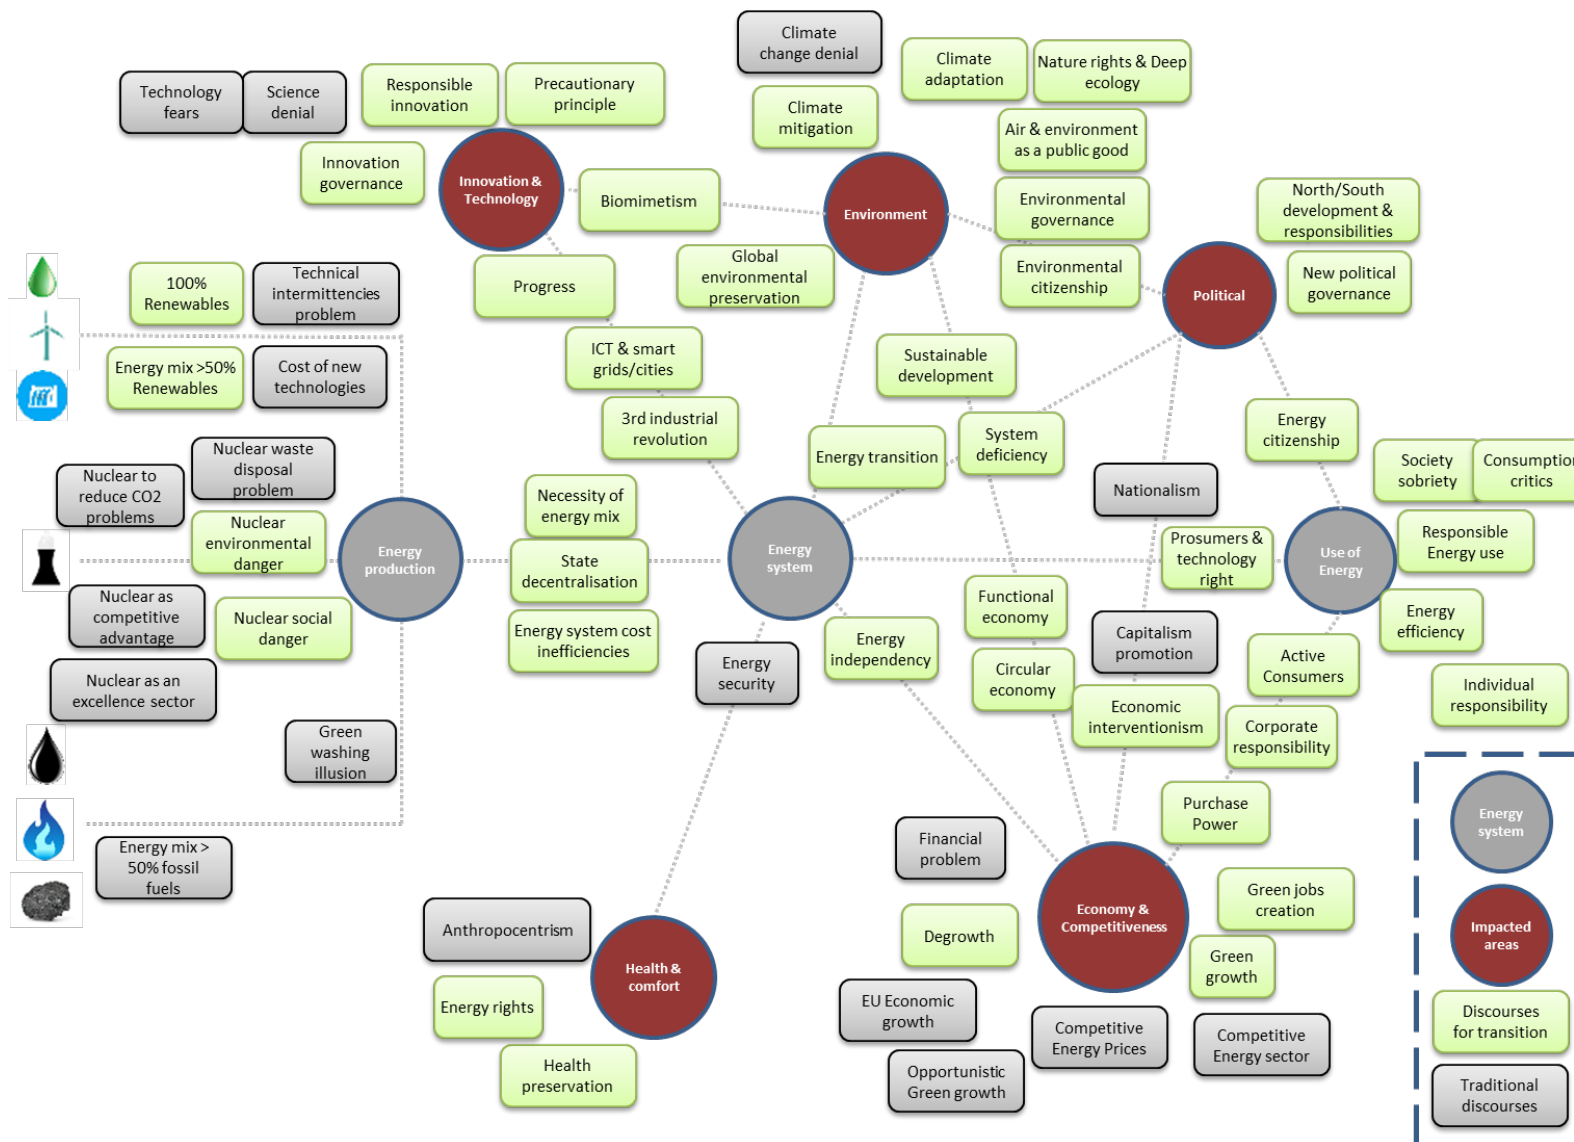 Climate
change denial
Climate
adaptation
Nature rights & Deep
ecology
Technology
fears
Science
denial
Responsible
innovation
Precautionary
principle
Climate
mitigation
Air & environment
as a public good
Innovation
governance
Innovation &
Technology
Biomimetism
Environment
Environmental
governance
North/South
development &
responsibilities
Global
environmental
preservation
Environmental
citizenship
Political
New political
governance
100%
Renewables
Technical
intermittencies
problem
Progress
Energy mix >50%
Renewables
Cost of new
technologies
ICT & smart
grids/cities
Sustainable
development
3rd industrial
revolution
Energy transition
System
deficiency
Energy
citizenship
Society
sobriety
Consumption
critics
Nuclear to
reduce CO2
problems
Nuclear waste
disposal
problem
Necessity of
energy mix
Nationalism
Nuclear
environmental
danger
Energy
production
State
decentralisation
Energy
system
Prosumers &
technology
right
Use of
Energy
Responsible
Energy use
Nuclear as
competitive
advantage
Nuclear social
danger
Energy system cost
inefficiencies
Energy
security
Energy
independency
Functional
economy
Capitalism
promotion
Energy
efficiency
Nuclear as an
excellence sector
Circular
economy
Active
Consumers
Individual
responsibility
Green
washing
illusion
Economic
interventionism
Corporate
responsibility
Energy mix >
50% fossil
fuels
Financial
problem
Purchase
Power
Energy
system
Anthropocentrism
Degrowth
Economy &
Competitiveness
Green jobs
creation
Impacted
areas
Health &
comfort
Green
growth
Energy rights
EU Economic
growth
Competitive
Energy Prices
Competitive
Energy sector
Discourses
for transition
Health
preservation
Opportunistic
Green growth
Traditional
discourses